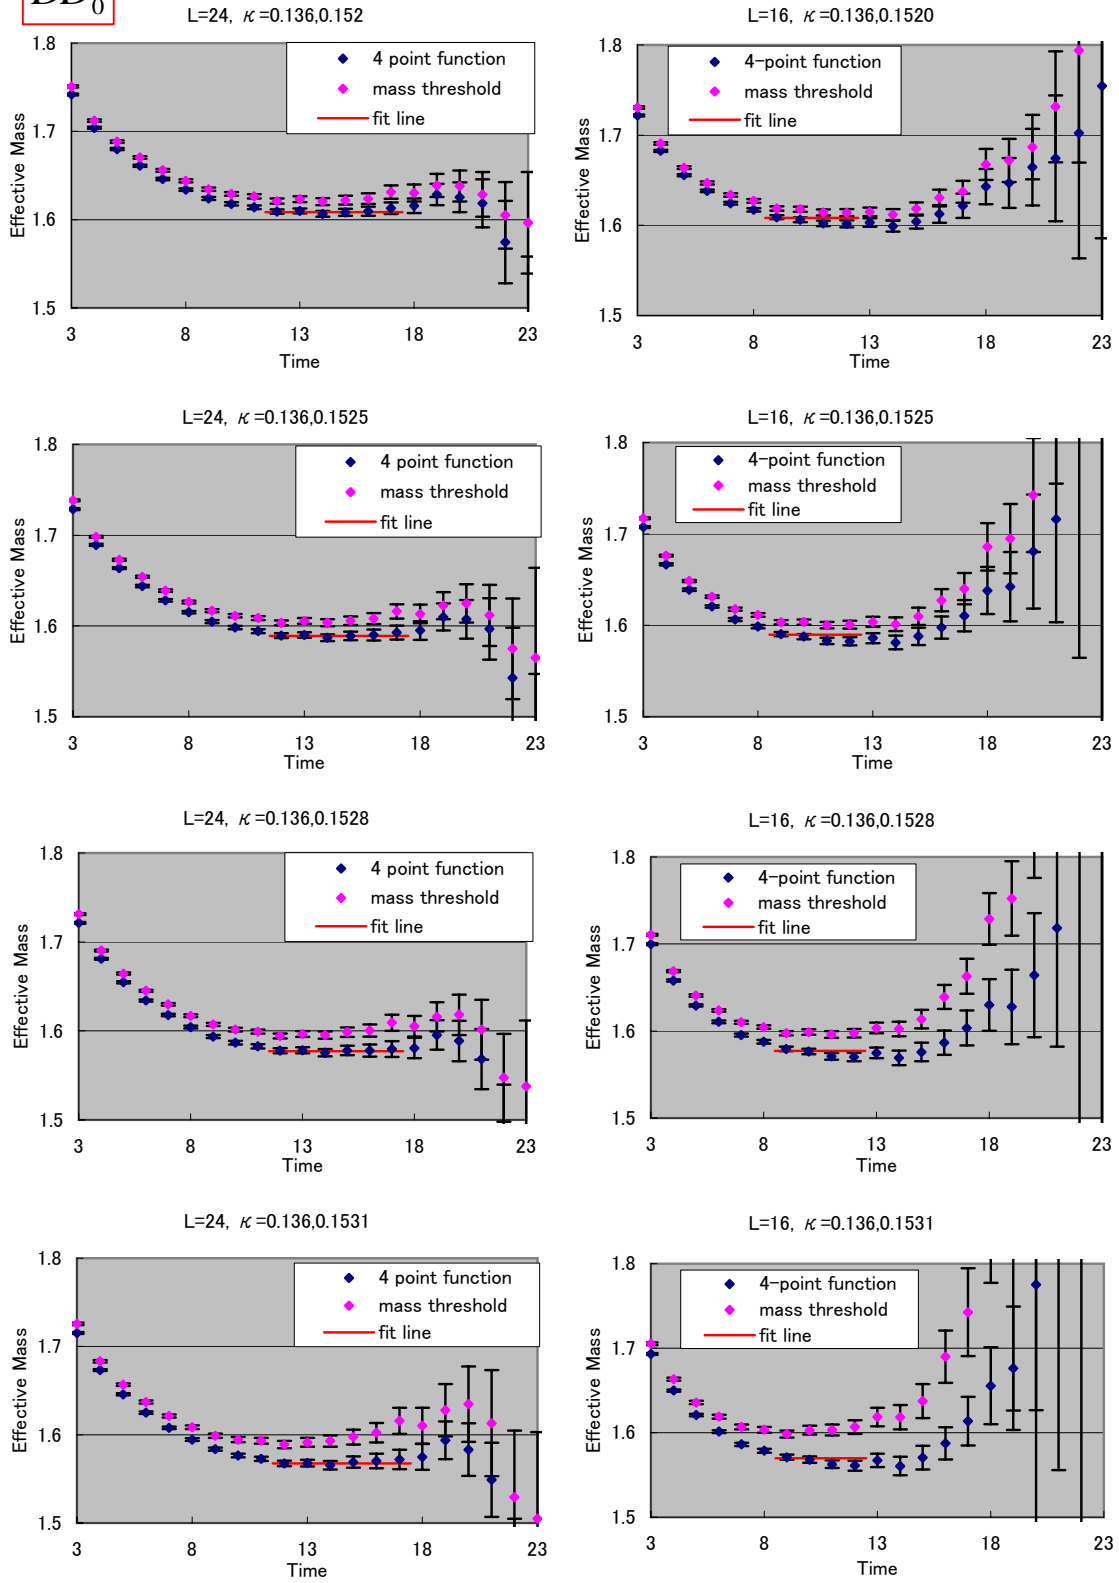 L=24, κ=0.136,0.152
1.8
1.7
1.6
1.5
Effective Mass
4 point function
mass threshold
fit line
3 8 13 18 23
Time
L=16, κ=0.136,0.1520
1.8
1.7
1.6
1.5
Effective Mass
4-point function
mass threshold
fit line
3 8 13 18 23
Time
L=24, κ=0.136,0.1525
1.8
1.7
1.6
1.5
Effective Mass
4 point function
mass threshold
fit line
3 8 13 18 23
Time
L=16, κ=0.136,0.1525
1.8
1.7
1.6
1.5
Effective Mass
4-point function
mass threshold
fit line
3 8 13 18 23
Time
L=24, κ=0.136,0.1528
1.8
1.7
1.6
1.5
Effective Mass
4 point function
mass threshold
fit line
3 8 13 18 23
Time
L=16, κ=0.136,0.1528
1.8
1.7
1.6
1.5
Effective Mass
4-point function
mass threshold
fit line
3 8 13 18 23
Time
L=24, κ=0.136,0.1531
1.8
1.7
1.6
1.5
Effective Mass
4 point function
mass threshold
fit line
3 8 13 18 23
Time
L=16, κ=0.136,0.1531
1.8
1.7
1.6
1.5
Effective Mass
4-point function
mass threshold
fit line
3 8 13 18 23
Time